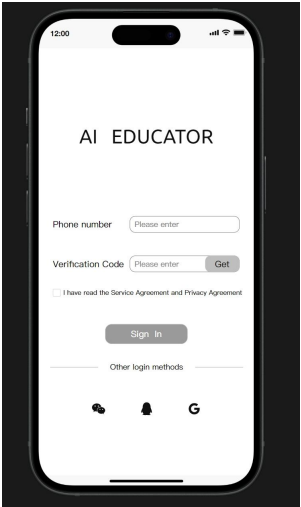 12:00
AI EDUCATOR
Phone number Please enter
Verification Code Please enter Get
I have read the Service Agreement and Privacy Agreement
Sign In
Other login methods
G